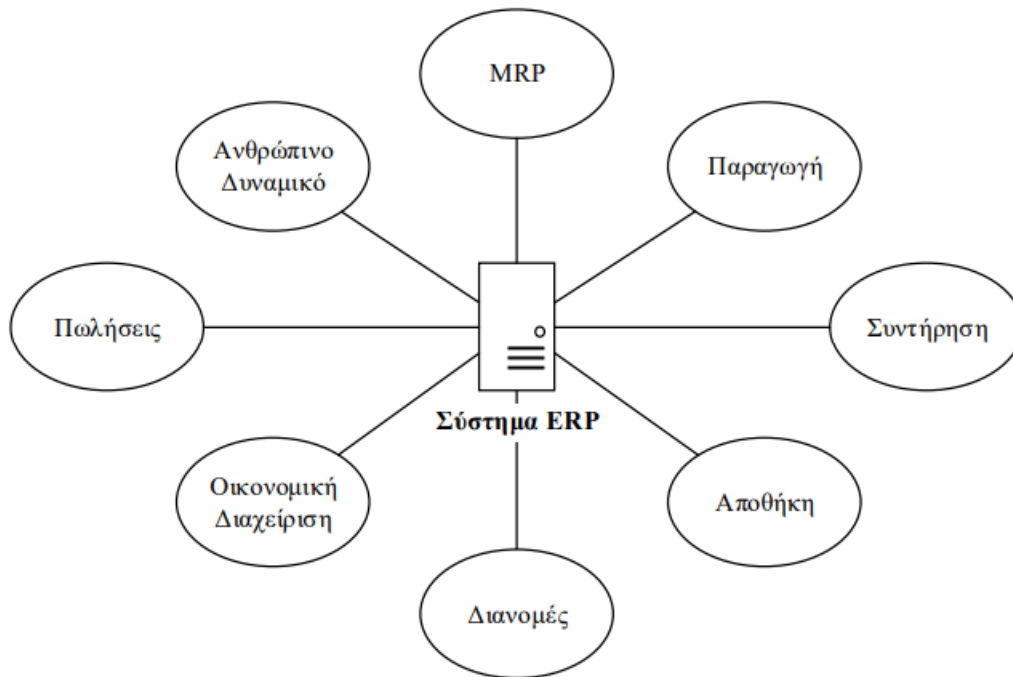 MRP
Ανθρώπινο
Δυναμικό
Παραγωγή
Πωλήσεις
Συντήρηση
Σύστημα ERP
Οικονομική
Διαχείριση
Αποθήκη
Διανομές